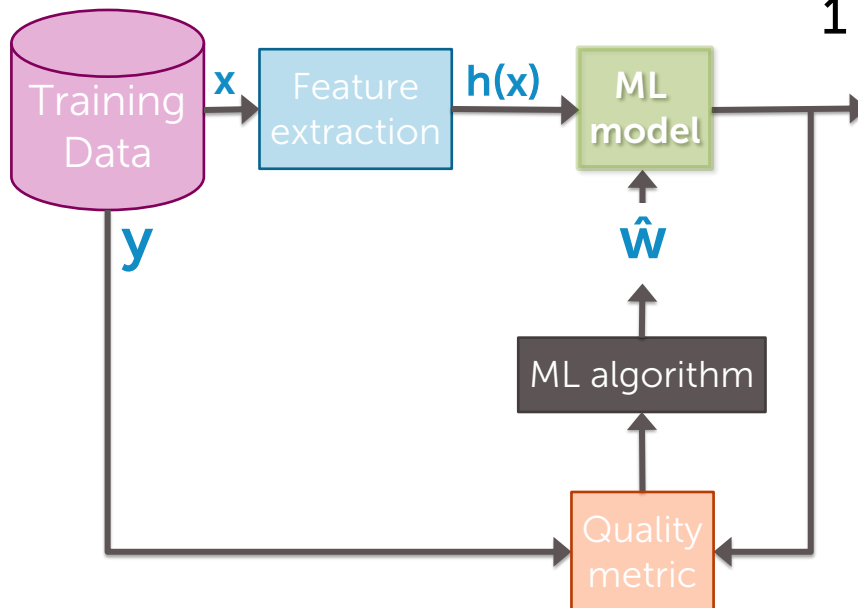 1
Training
Data
x
Feature
extraction
h(x)
ML
model
y
ŵ
ML algorithm
Quality
metric